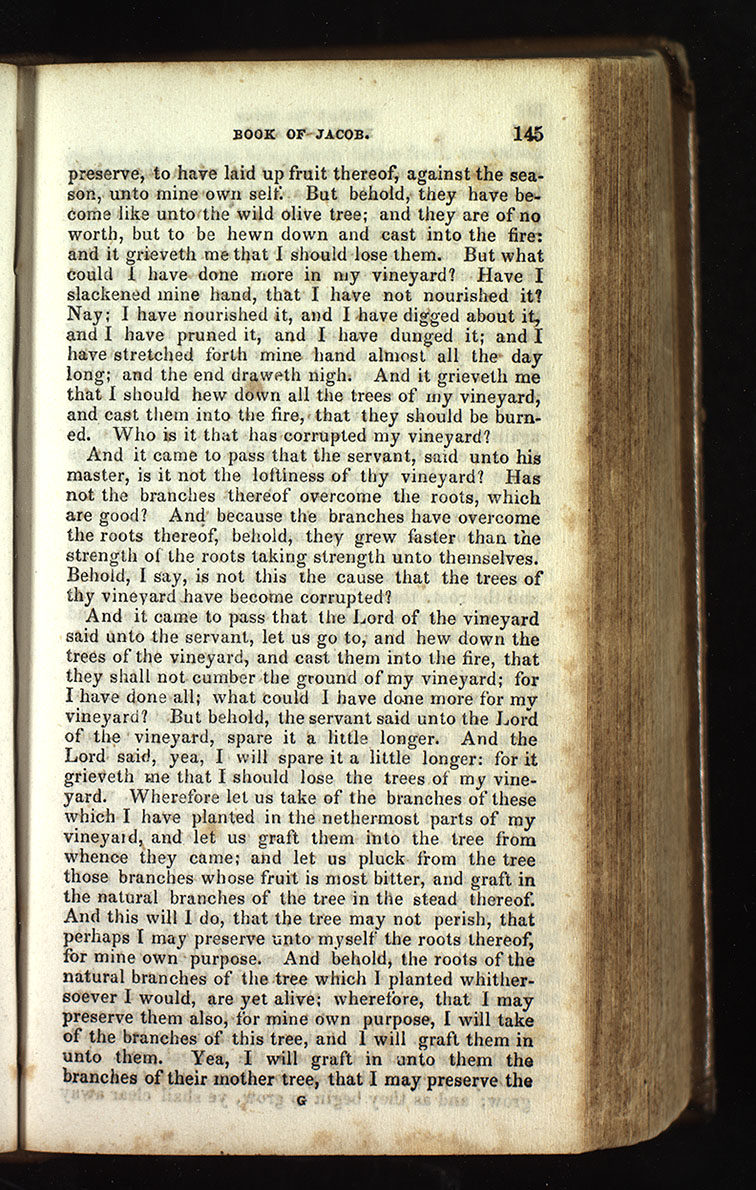 BOOK OF JACOB. 145
preserve, to have laid up fruit thereof, against the sea-
son, unto mine own self. But behold, they have be-
come like unto the wild olive tree; and they are of no
worth, but to be hewn down and cast into the fire:
and it grieveth me that I should lose them. But what
could I have done more in my vineyard? Have I
slackened mine hand, that I have not nourished it?
Nay; I have nourished it, and I have digged about it,
and I have pruned it, and I have dunged it; and I
have stretched forth mine hand almost all the day
long; and the end draweth nigh. And it grieveth me
that I should hew down all the trees of my vineyard,
and cast them into the fire, that they should be burn-
ed. Who is it that has corrupted my vineyard?
And it came to pass that the servant, said unto his
master, is it not the loftiness of thy vineyard? Has
not the branches thereof overcome the roots, which
are good? And because the branches have overcome
the roots thereof, behold, they grew faster than the
strength of the roots taking strength unto themselves.
Behold, I say, is not this the cause that the trees of
thy vineyard have become corrupted?
And it came to pass that the Lord of the vineyard
said unto the servant, let us go to, and hew down the
trees of the vineyard, and cast them into the fire, that
they shall not cumber the ground of my vineyard; for
I have done all; what could I have done more for my
vineyard? But behold, the servant said unto the Lord
of the vineyard, spare it a little longer. And the
Lord said, yea, I will spare it a little longer: for it
grieveth me that I should lose the trees of my vine-
yard. Wherefore let us take of the branches of these
which I have planted in the nethermost parts of my
vineyard, and let us graft them into the tree from
whence they came; and let us pluck from the tree
those branches whose fruit is most bitter, and graft in
the natural branches of the tree in the stead thereof.
And this will I do, that the tree may not perish, that
perhaps I may preserve unto myself the roots thereof,
for mine own purpose. And behold, the roots of the
natural branches of the tree which I planted whither-
soever I would, are yet alive; wherefore, that I may
preserve them also, for mine own purpose, I will take
of the branches of this tree, and I will graft them in
unto them. Yea, I will graft in unto them the
branches of their mother tree, that I may preserve the
G